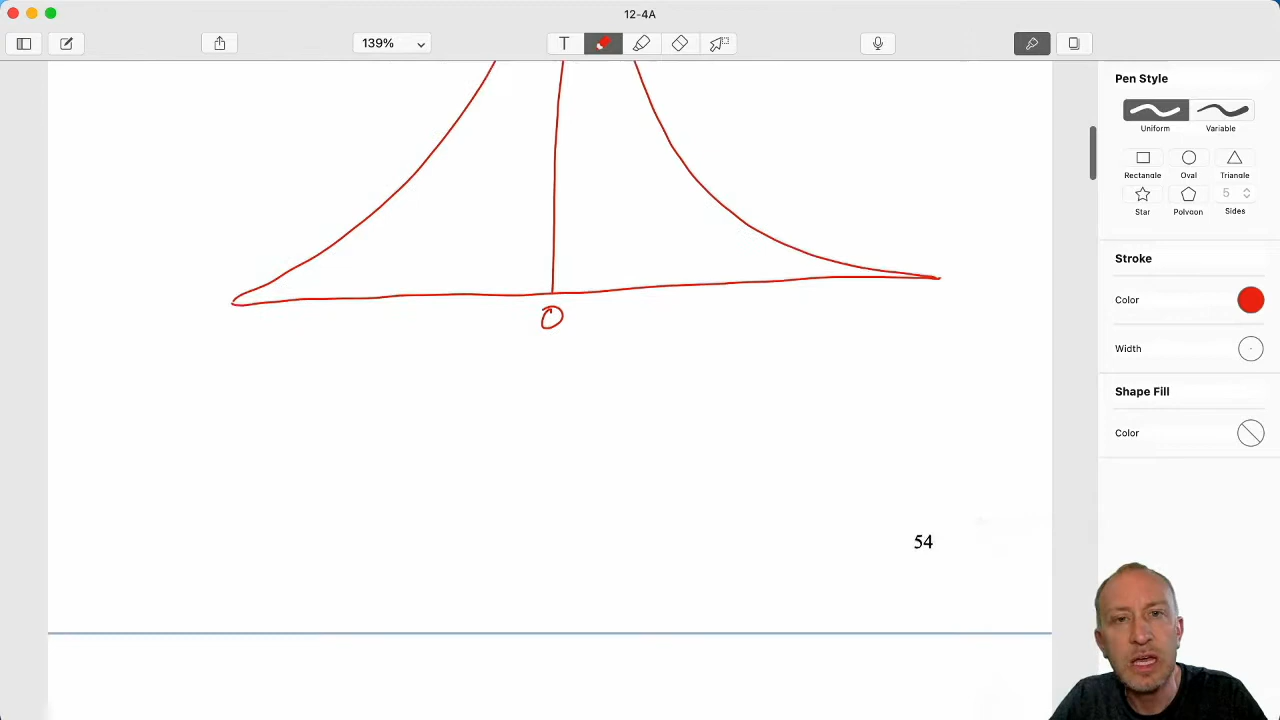 12-4A
139%
T
Pen Style
Uniform
Variable
Rectangle
Oval
Triangle
5
Star
Polygon
Sides
Stroke
Color
Width
Shape Fill
Color
0
54